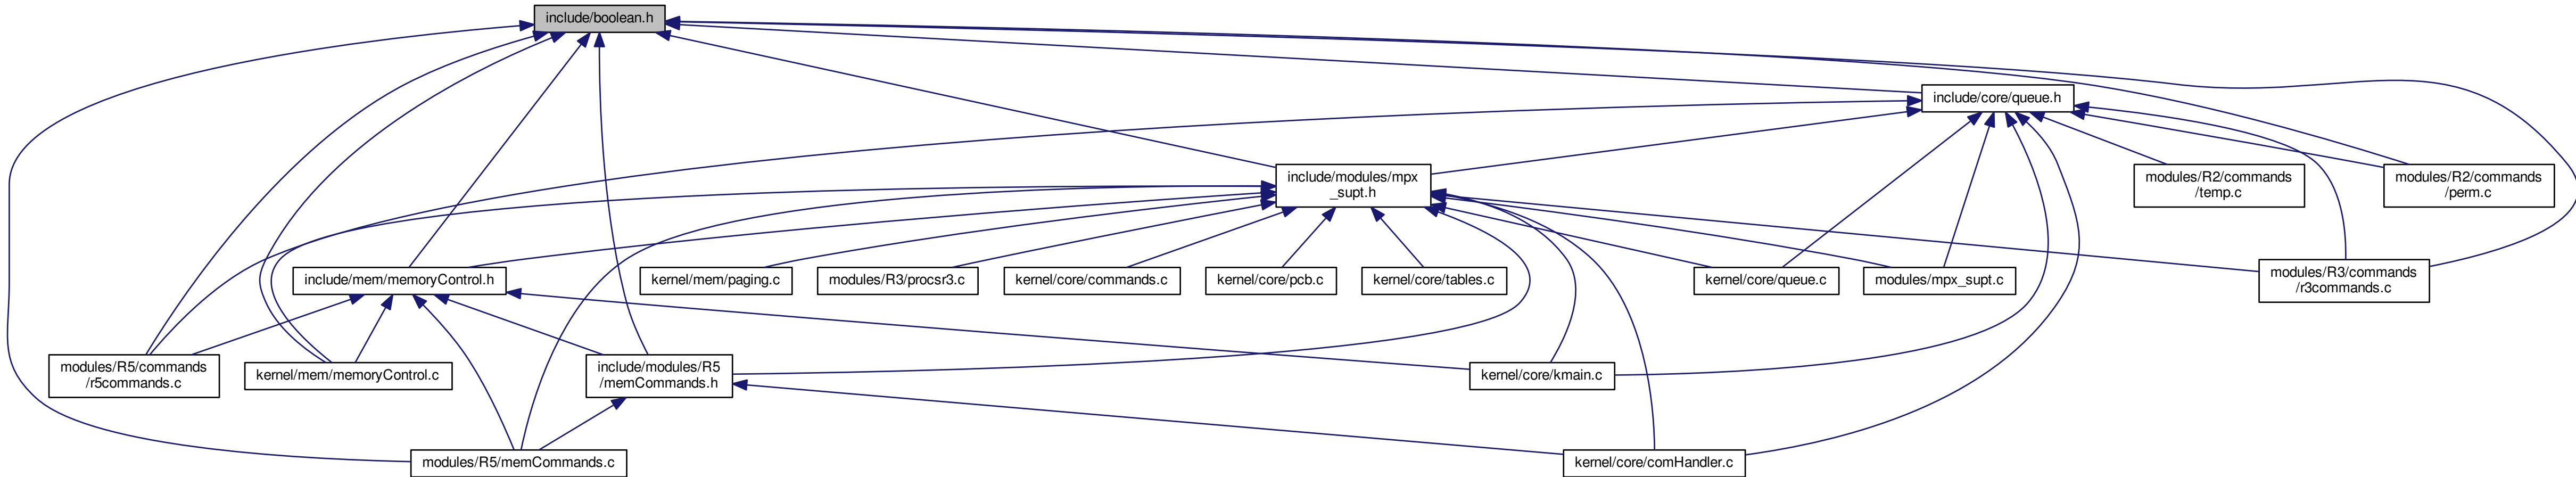 include/boolean.h
include/core/queue.h
include/modules/mpx
_supt.h
modules/R2/commands
/temp.c
modules/R2/commands
/perm.c
include/mem/memoryControl.h
kernel/mem/paging.c
modules/R3/procsr3.c
kernel/core/commands.c
kernel/core/pcb.c
kernel/core/tables.c
kernel/core/queue.c
modules/mpx_supt.c
modules/R3/commands
/r3commands.c
modules/R5/commands
/r5commands.c
kernel/mem/memoryControl.c
include/modules/R5
/memCommands.h
kernel/core/kmain.c
modules/R5/memCommands.c
kernel/core/comHandler.c